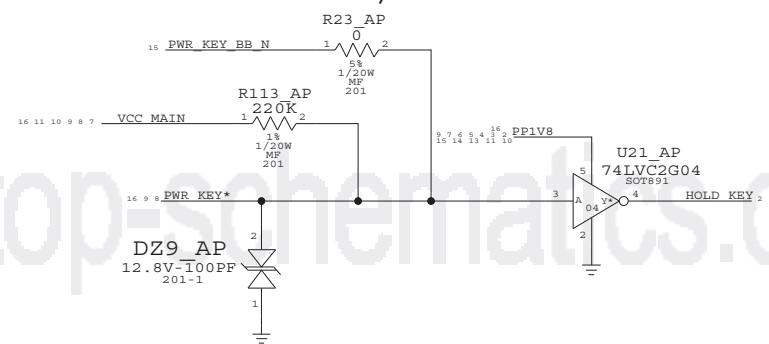 R23_AP
0
15 PWR_KEY_BB_N 1 2
5%
1/20W
MF
201
R113_AP
220K
16 11 10 9 8 7 VCC_MAIN 1 2
1%
1/20W
MF
201
16
9 7 6 5 4 3 2 PP1V8
15 14 13 11 10
U21_AP
74LVC2G04
SOT891
5
16 9 8 PWR_KEY* 3 A 04 Y* 4 HOLD_KEY 2
2
2
DZ9_AP
12.8V-100PF
201-1
1
top-schematics.c